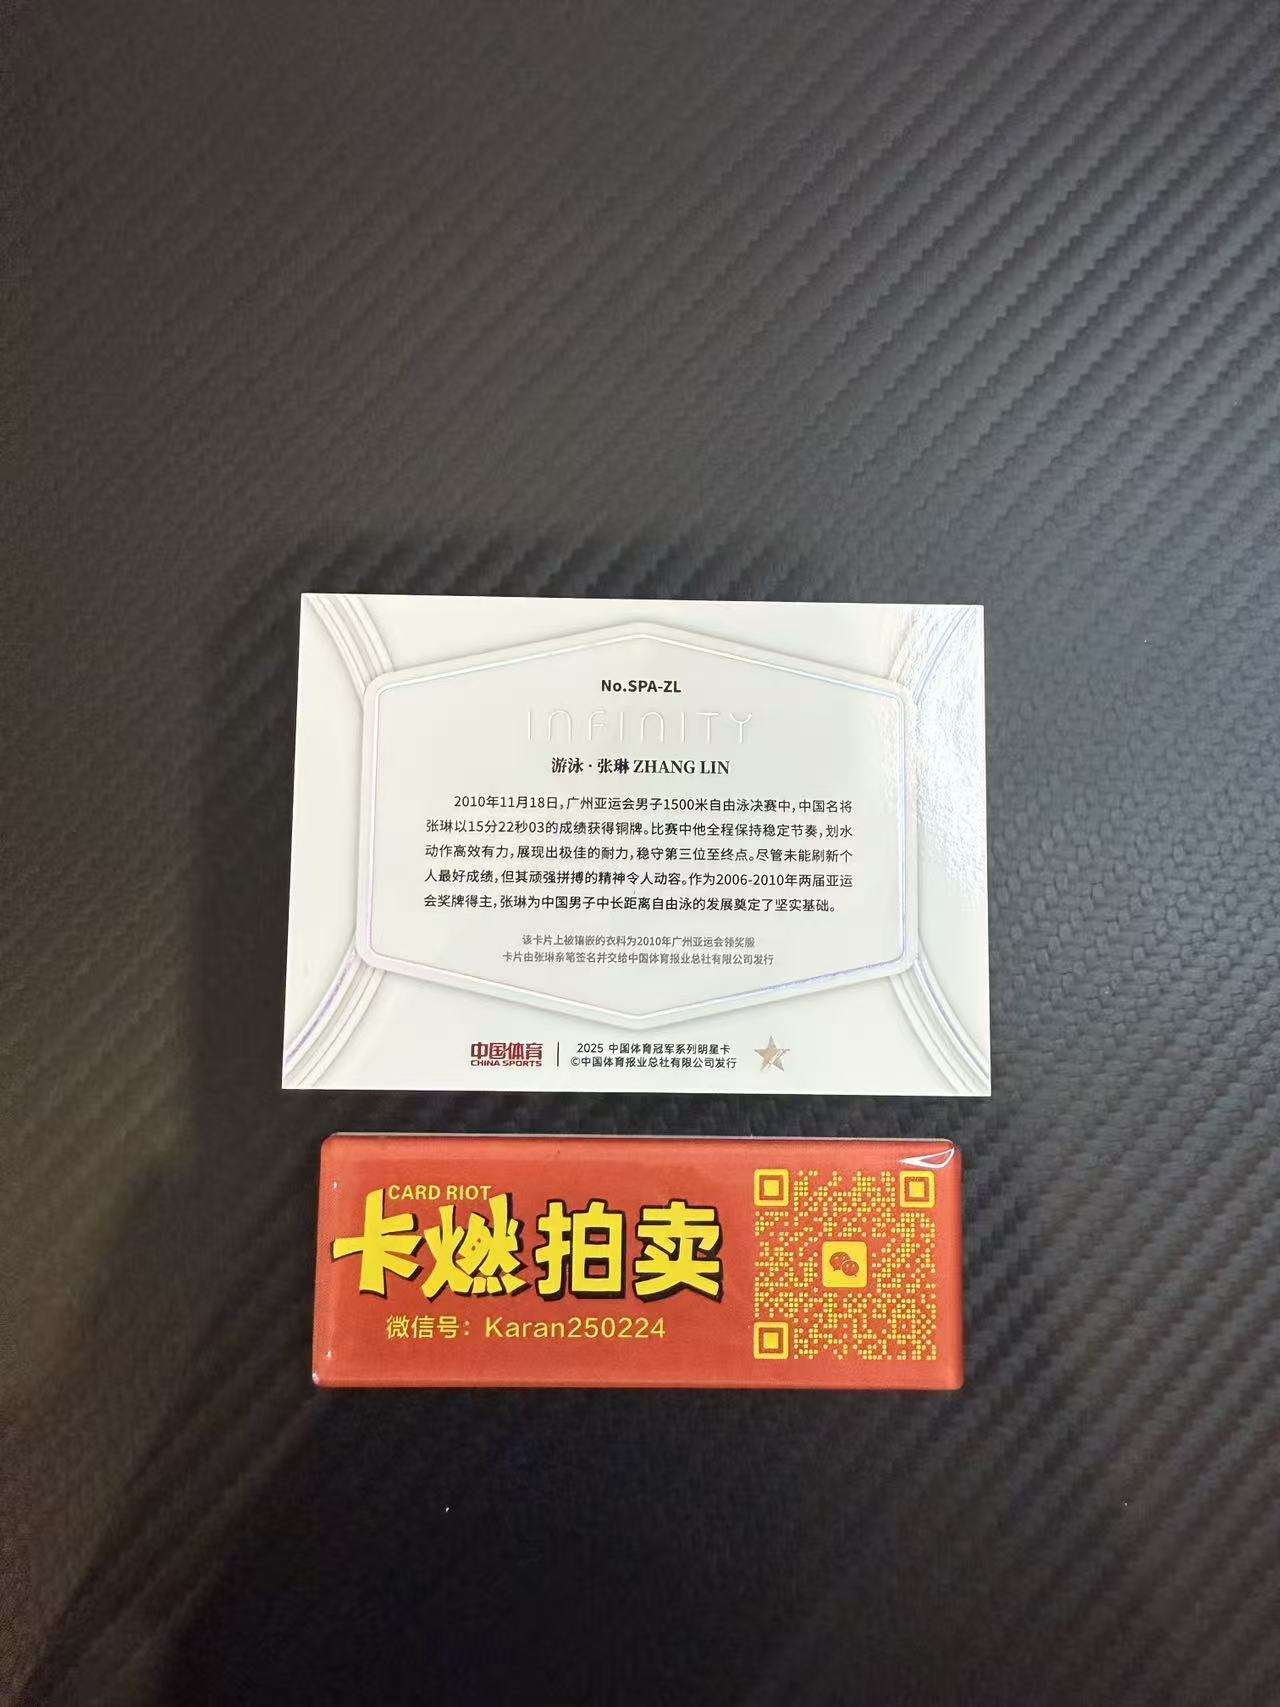 No.SPA-ZL
INFINITY
游泳·张琳 ZHANG LIN
2010年11月18日，广州亚运会男子1500米自由泳决赛中，中国名将
张琳以15分22秒03的成绩获得铜牌。比赛中他全程保持稳定节奏，划水
动作高效有力，展现出极佳的耐力，稳守第三位至终点。尽管未能刷新个
人最好成绩，但其顽强拼搏的精神令人动容。作为2006-2010年两届亚运
会奖牌得主，张琳为中国男子中长距离自由泳的发展奠定了坚实基础。
该卡片上被镶嵌的衣料为2010年广州亚运会领奖服
卡片由张琳亲笔签名并交给中国体育报业总社有限公司发行
中国体育
CHINA SPORTS
2025 中国体育冠军系列明星卡
©中国体育报业总社有限公司发行
CARD RIOT
卡燃拍卖
微信号：Karan250224